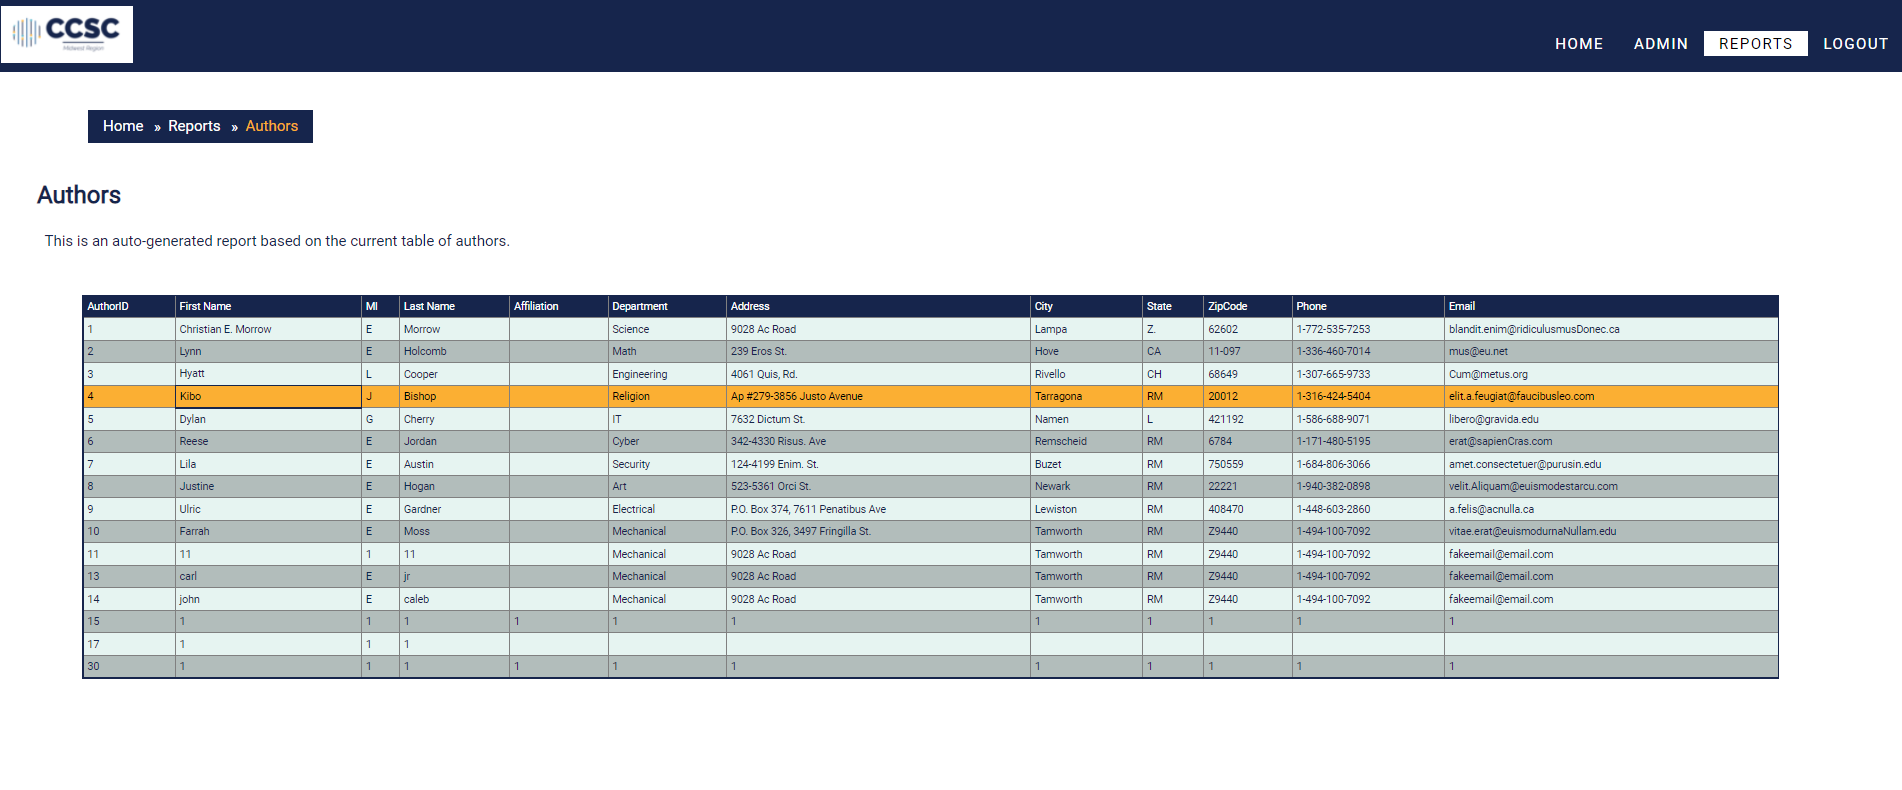 CCSC
Midwest Region
HOME ADMIN REPORTS LOGOUT
Home » Reports » Authors
Authors
This is an auto-generated report based on the current table of authors.
AuthorID First Name MI Last Name Affiliation Department Address City State ZipCode Phone Email
1 Christian E. Morrow E Morrow Science 9028 Ac Road Lampa Z. 62602 1-772-535-7253 blandit.enim@ridiculusmusDonec.ca
2 Lynn E Holcomb Math 239 Eros St. Hove CA 11-097 1-336-460-7014 mus@eu.net
3 Hyatt L Cooper Engineering 4061 Quis, Rd. Rivello CH 68649 1-307-665-9733 Cum@metus.org
4 Kibo J Bishop Religion Ap #279-3856 Justo Avenue Tarragona RM 20012 1-316-424-5404 elit.a.feugiat@faucibusleo.com
5 Dylan G Cherry IT 7632 Dictum St. Namen L 421192 1-586-688-9071 libero@gravida.edu
6 Reese E Jordan Cyber 342-4330 Risus. Ave Remscheid RM 6784 1-171-480-5195 erat@sapienCras.com
7 Lila E Austin Security 124-4199 Enim. St. Buzet RM 750559 1-684-806-3066 amet.consectetuer@purusin.edu
8 Justine E Hogan Art 523-5361 Orci St. Newark RM 22221 1-940-382-0898 velit.Aliquam@euismodestarcu.com
9 Ulric E Gardner Electrical P.O. Box 374, 7611 Penatibus Ave Lewiston RM 408470 1-448-603-2860 a.felis@acnulla.ca
10 Farrah E Moss Mechanical P.O. Box 326, 3497 Fringilla St. Tamworth RM Z9440 1-494-100-7092 vitae.erat@euismodurnaNullam.edu
11 11 1 11 Mechanical 9028 Ac Road Tamworth RM Z9440 1-494-100-7092 fakeemail@email.com
13 carl E jr Mechanical 9028 Ac Road Tamworth RM Z9440 1-494-100-7092 fakeemail@email.com
14 john E caleb Mechanical 9028 Ac Road Tamworth RM Z9440 1-494-100-7092 fakeemail@email.com
15 1 1 1 1 1 1 1 1 1 1 1
17 1 1 1
30 1 1 1 1 1 1 1 1 1 1 1